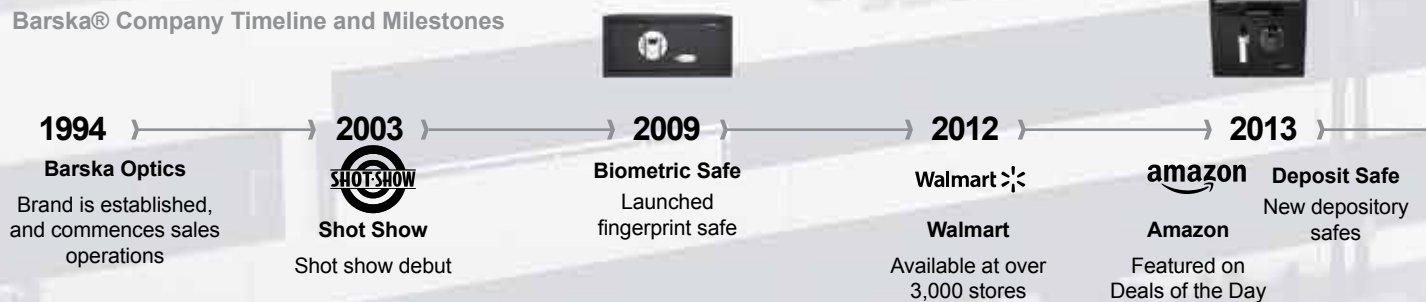 Barska® Company Timeline and Milestones
1994
Barska Optics
Brand is established,
and commences sales
operations
2003
SHOT·SHOW
Shot Show
Shot show debut
2009
Biometric Safe
Launched
fingerprint safe
2012
Walmart
Walmart
Available at over
3,000 stores
2013
amazon
Amazon
Featured on
Deals of the Day
Deposit Safe
New depository
safes